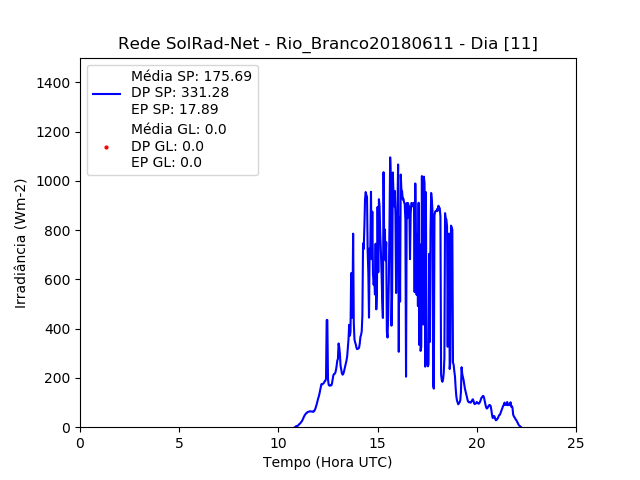 Rede SolRad-Net - Rio_Branco20180611 - Dia [11]
Média SP: 175.69
DP SP: 331.28
EP SP: 17.89
Média GL: 0.0
DP GL: 0.0
EP GL: 0.0
Irradiância (Wm-2)
1400
1200
1000
800
600
400
200
0
0 5 10 15 20 25
Tempo (Hora UTC)